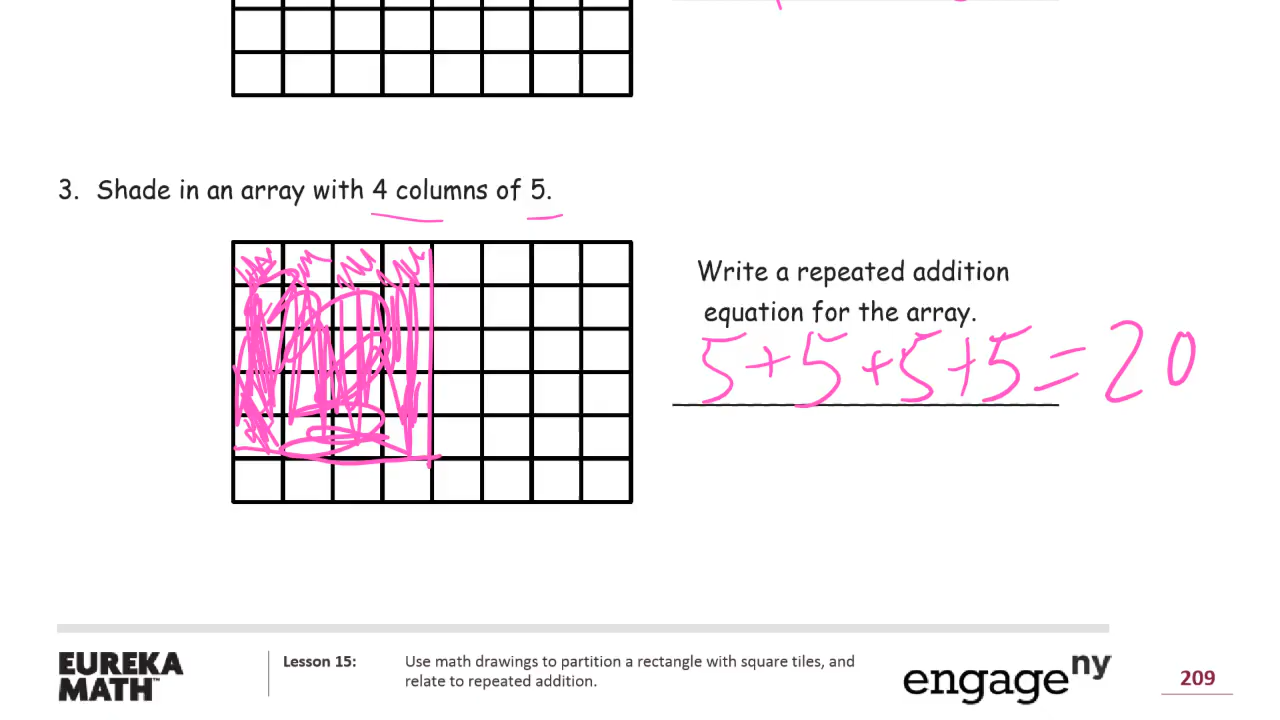 3. Shade in an array with 4 columns of 5.
Write a repeated addition
equation for the array.
5+5+5+5=20
EUREKA
MATH™
Lesson 15:
Use math drawings to partition a rectangle with square tiles, and
relate to repeated addition.
engage ny
209